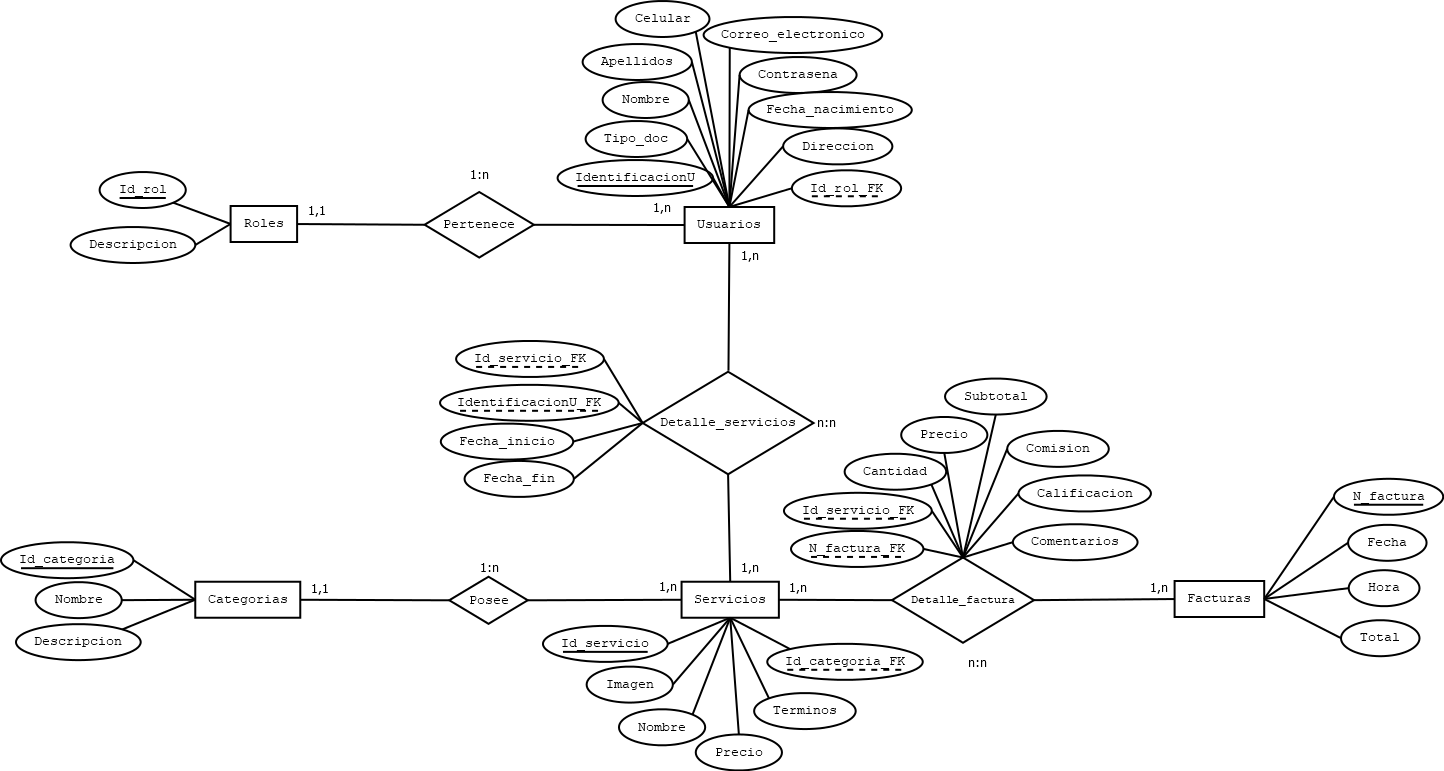 Celular
Correo_electronico
Apellidos
Contrasena
Nombre
Fecha_nacimiento
Tipo_doc
Direccion
IdentificacionU
Id_rol_FK
1:n
Id_rol
1,1
1,n
Roles
Pertenece
Usuarios
Descripcion
1,n
Id_servicio_FK
IdentificacionU_FK
Detalle_servicios
n:n
Fecha_inicio
Fecha_fin
Subtotal
Precio
Comision
Cantidad
Calificacion
Id_servicio_FK
Comentarios
N_factura_FK
N_factura
Fecha
Hora
Total
Id_categoria
Nombre
Descripcion
Categorias
1,1
1:n
Posee
1,n
1,n
Servicios
1,n
Detalle_factura
1,n
Facturas
n:n
Id_servicio
Id_categoria_FK
Imagen
Terminos
Nombre
Precio